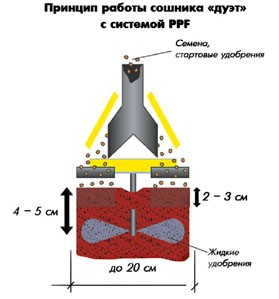 Принцип работы сошника «дуэт»
с системой PPF
Семена,
стартовые удобрения
2 – 3 см
4 – 5 см
Жидкие
удобрения
до 20 см